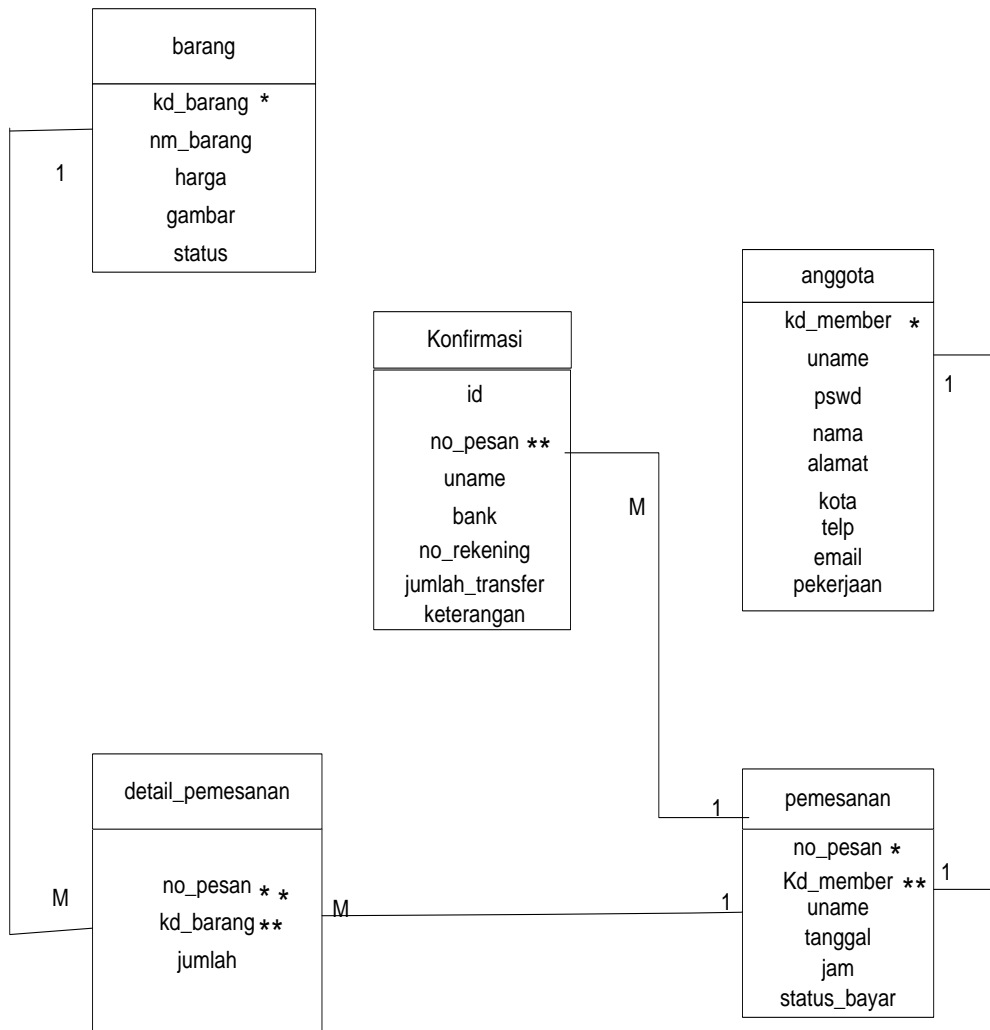 barang
kd_barang *
nm_barang
harga
gambar
status
1
anggota
kd_member *
uname
pswd
nama
alamat
kota
telp
email
pekerjaan
1
Konfirmasi
id
no_pesan **
uname
bank
no_rekening
jumlah_transfer
keterangan
M
detail_pemesanan
no_pesan * *
kd_barang **
jumlah
M
M
1
1
pemesanan
no_pesan *
Kd_member **
uname
tanggal
jam
status_bayar
1